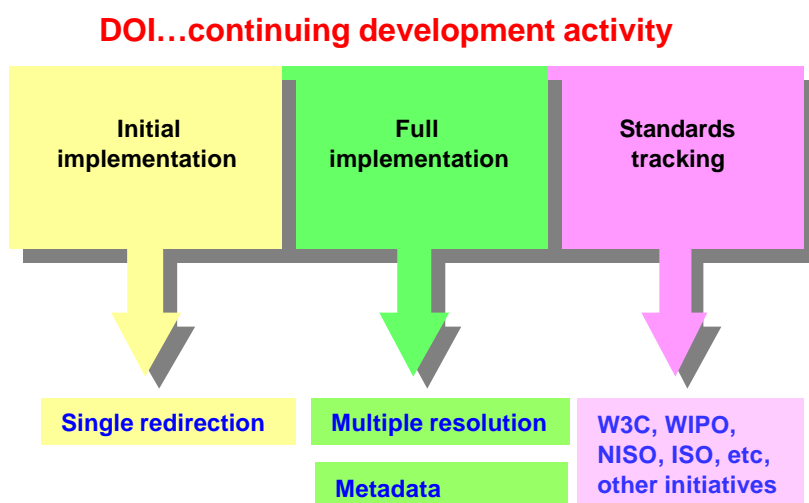 DOI...continuing development activity
Initial
implementation
Full
implementation
Standards
tracking
Single redirection
Multiple resolution
Metadata
W3C, WIPO,
NISO, ISO, etc,
other initiatives